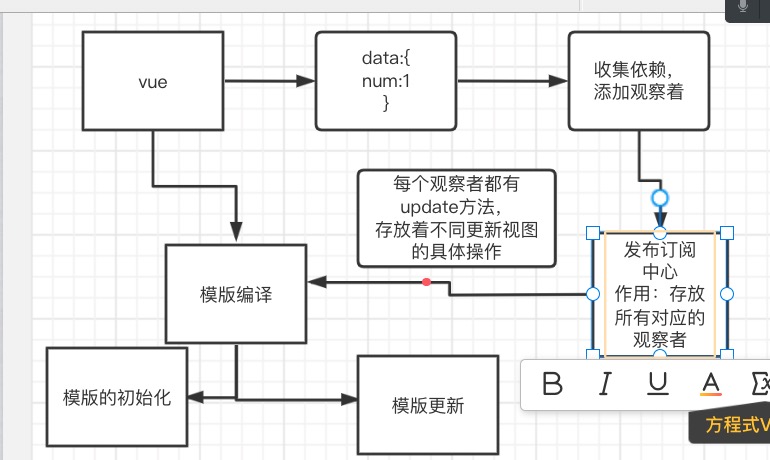 vue
data:{
num:1
}
收集依赖，
添加观察着
每个观察者都有
update方法，
存放着不同更新视图
的具体操作
发布订阅
中心
作用：存放
所有对应的
观察者
模版编译
模版的初始化
模版更新
B I U A Σ
方程式V